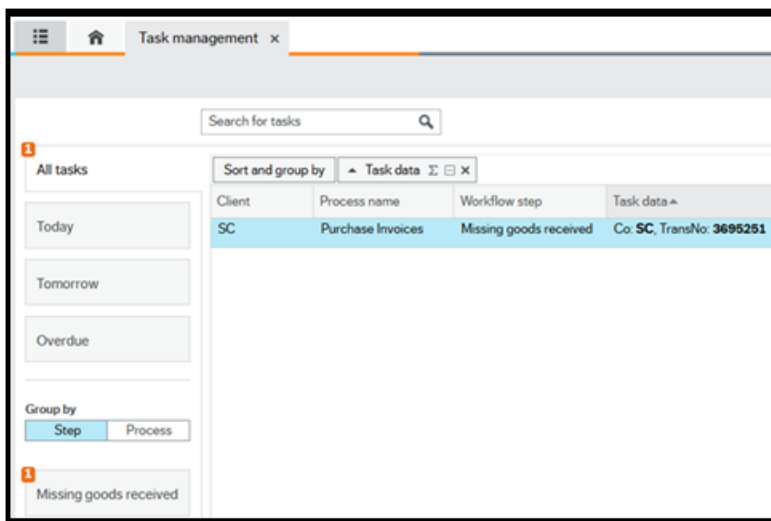 Task management ×
Search for tasks
1
All tasks
Today
Tomorrow
Overdue
Group by
Step Process
1
Missing goods received
Sort and group by Task data Σ ×
Client Process name Workflow step Task data
SC Purchase Invoices Missing goods received Co: SC, TransNo: 3695251